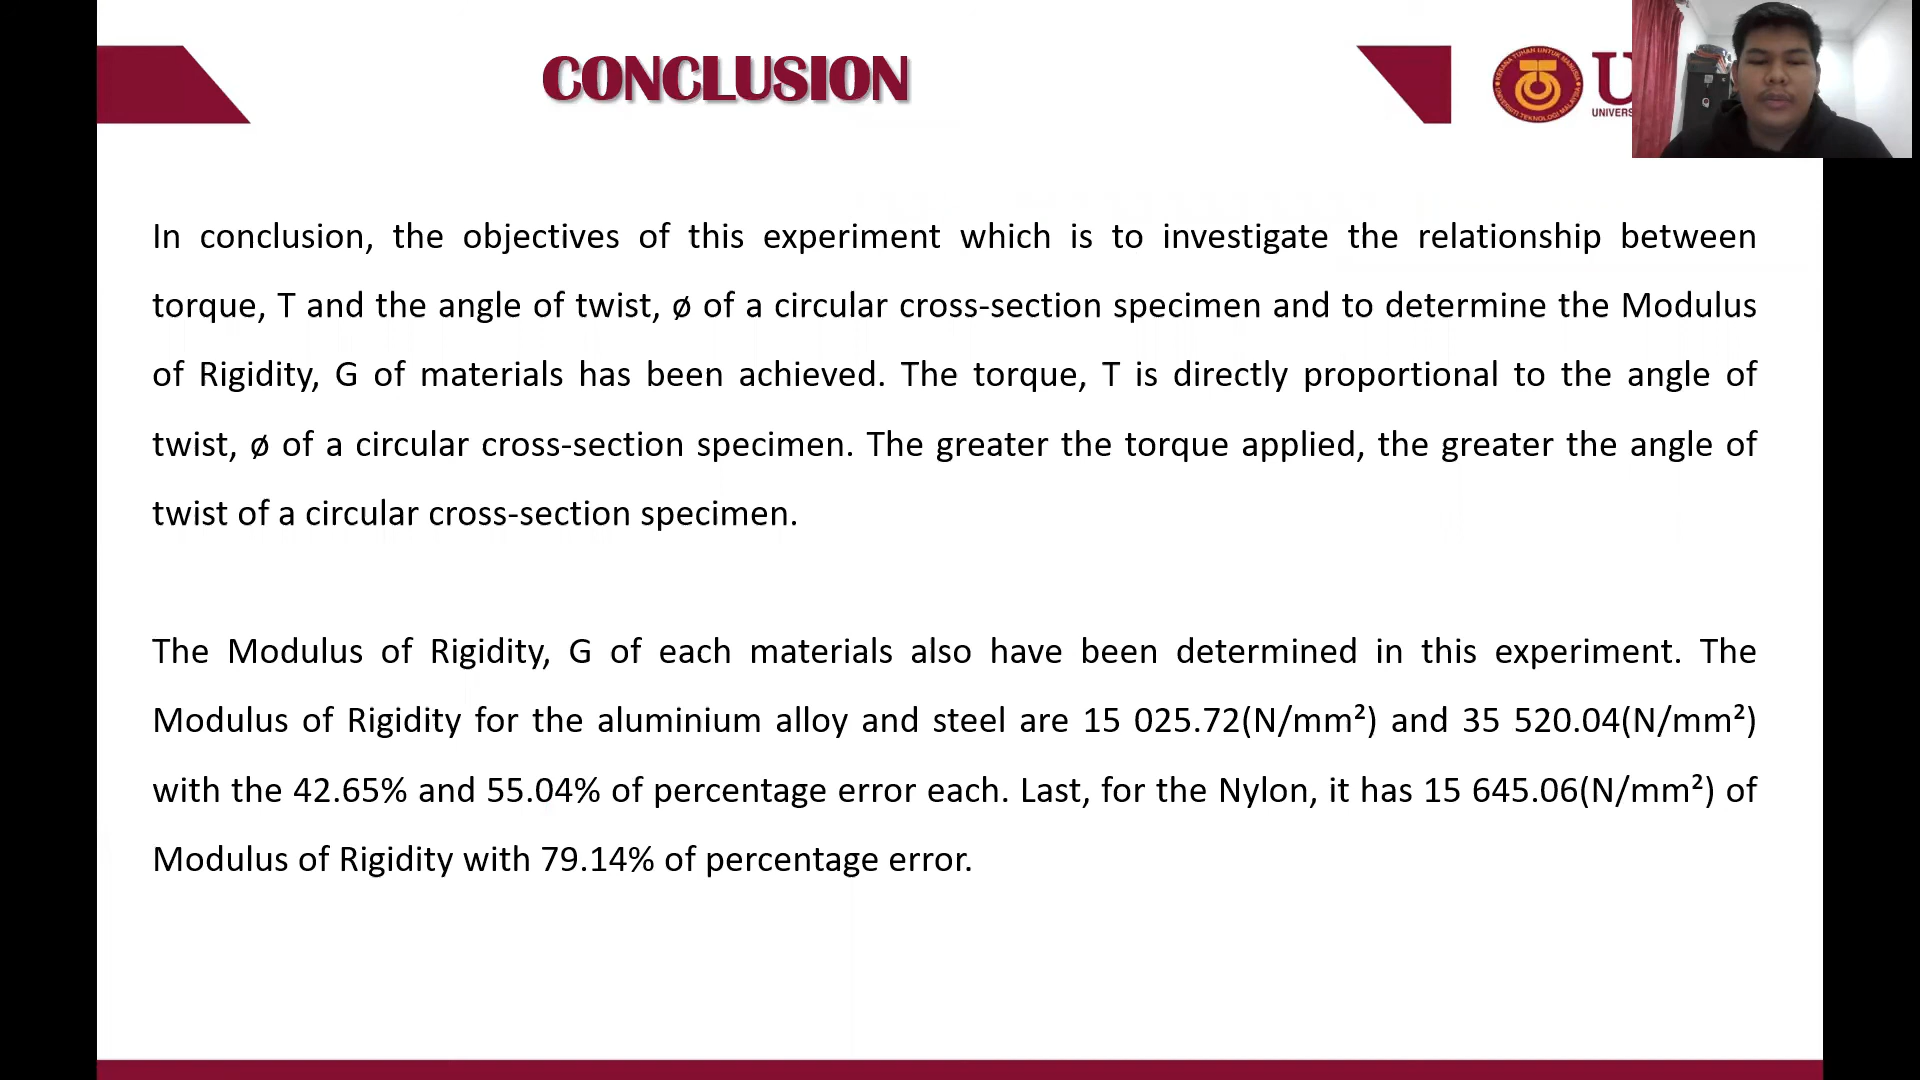 CONCLUSION
KERANA TUHAN UNTUK MANUSIA
UNIVERSITI TEKNOLOGI MALAYSIA
In conclusion, the objectives of this experiment which is to investigate the relationship between
torque, T and the angle of twist, ø of a circular cross-section specimen and to determine the Modulus
of Rigidity, G of materials has been achieved. The torque, T is directly proportional to the angle of
twist, ø of a circular cross-section specimen. The greater the torque applied, the greater the angle of
twist of a circular cross-section specimen.
The Modulus of Rigidity, G of each materials also have been determined in this experiment. The
Modulus of Rigidity for the aluminium alloy and steel are 15 025.72(N/mm²) and 35 520.04(N/mm²)
with the 42.65% and 55.04% of percentage error each. Last, for the Nylon, it has 15 645.06(N/mm²) of
Modulus of Rigidity with 79.14% of percentage error.